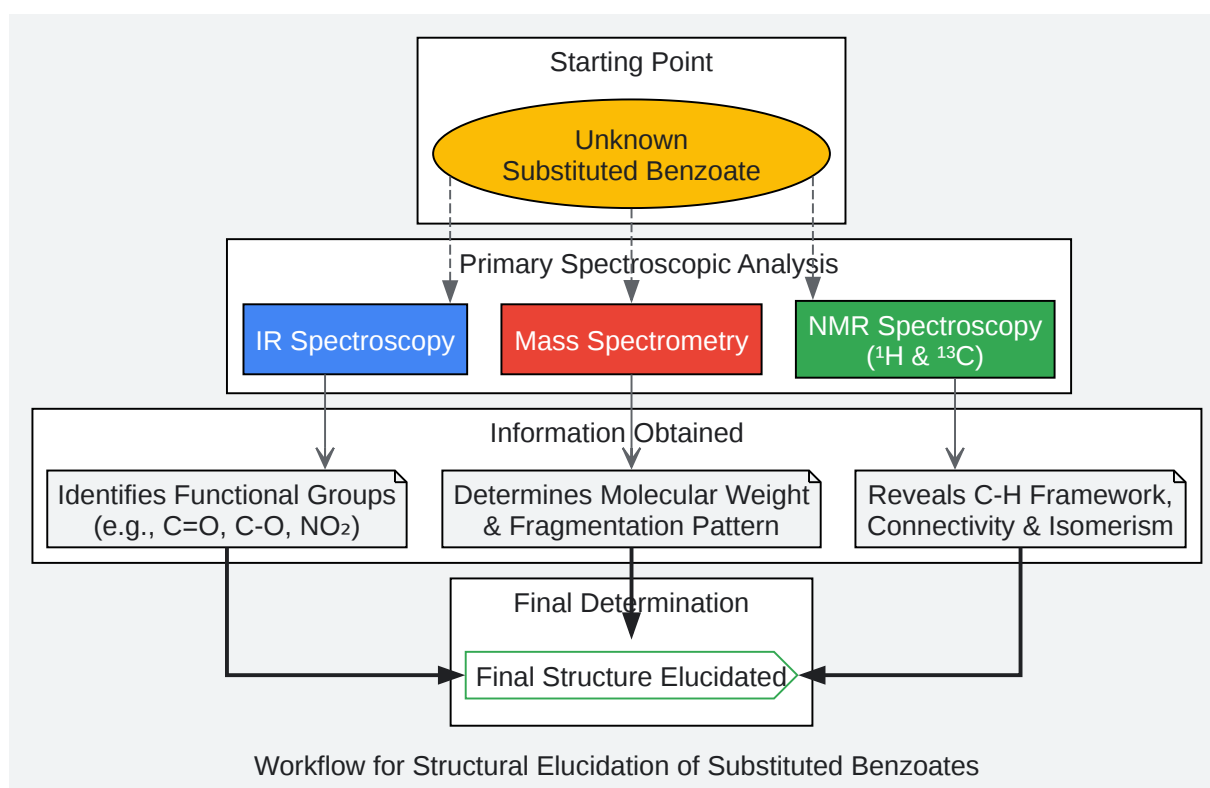 Starting Point
Unknown
Substituted Benzoate
Primary Spectroscopic Analysis
IR Spectroscopy
Mass Spectrometry
NMR Spectroscopy
(¹H & ¹³C)
Information Obtained
Identifies Functional Groups
(e.g., C=O, C-O, NO₂)
Determines Molecular Weight
& Fragmentation Pattern
Reveals C-H Framework,
Connectivity & Isomerism
Final Determination
Final Structure Elucidated
Workflow for Structural Elucidation of Substituted Benzoates